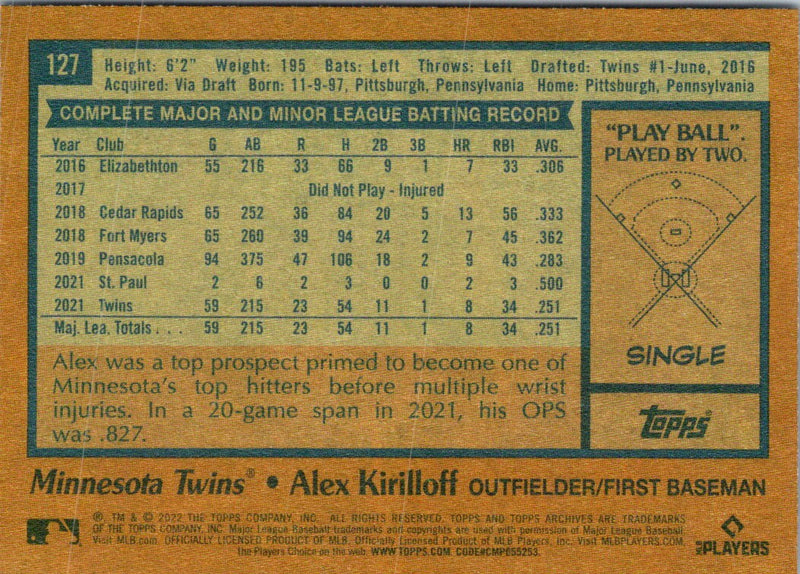 127
Height: 6'2" Weight: 195 Bats: Left Throws: Left Drafted: Twins #1-June, 2016
Acquired: Via Draft Born: 11-9-97, Pittsburgh, Pennsylvania Home: Pittsburgh, Pennsylvania
COMPLETE MAJOR AND MINOR LEAGUE BATTING RECORD
Year Club G AB R H 2B 3B HR RBI AVG.
2016 Elizabethton 55 216 33 66 9 1 7 33 .306
2017 Did Not Play - Injured
2018 Cedar Rapids 65 252 36 84 20 5 13 56 .333
2018 Fort Myers 65 260 39 94 24 2 7 45 .362
2019 Pensacola 94 375 47 106 18 2 9 43 .283
2021 St. Paul 2 6 2 3 0 0 2 3 .500
2021 Twins 59 215 23 54 11 1 8 34 .251
Maj. Lea. Totals . . . 59 215 23 54 11 1 8 34 .251
"PLAY BALL".
PLAYED BY TWO.
SINGLE
Alex was a top prospect primed to become one of
Minnesota's top hitters before multiple wrist
injuries. In a 20-game span in 2021, his OPS
was .827.
Topps
Minnesota Twins® • Alex Kirilloff OUTFIELDER/FIRST BASEMAN
® TM & © 2022 THE TOPPS COMPANY, INC. ALL RIGHTS RESERVED. TOPPS AND TOPPS ARCHIVES ARE TRADEMARKS
OF THE TOPPS COMPANY, INC. Major League Baseball trademarks and copyrights are used with permission of Major League Baseball.
Visit MLB.com. OFFICIALLY LICENSED PRODUCT OF MLB. Officially Licensed Product of MLB Players, Inc. Visit MLBPLAYERS.COM,
the Players Choice on the web. WWW.TOPPS.COM. CODE#CMP055253.
MLB PLAYERS